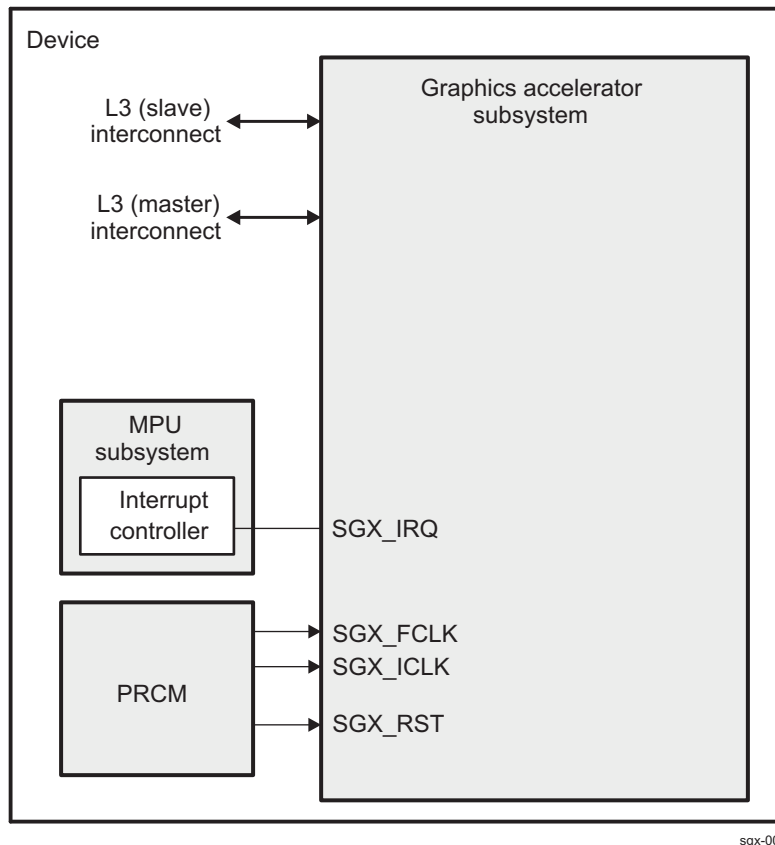 Device
Graphics accelerator
subsystem
L3 (slave)
interconnect
L3 (master)
interconnect
MPU
subsystem
Interrupt
controller
SGX_IRQ
PRCM
SGX_FCLK
SGX_ICLK
SGX_RST